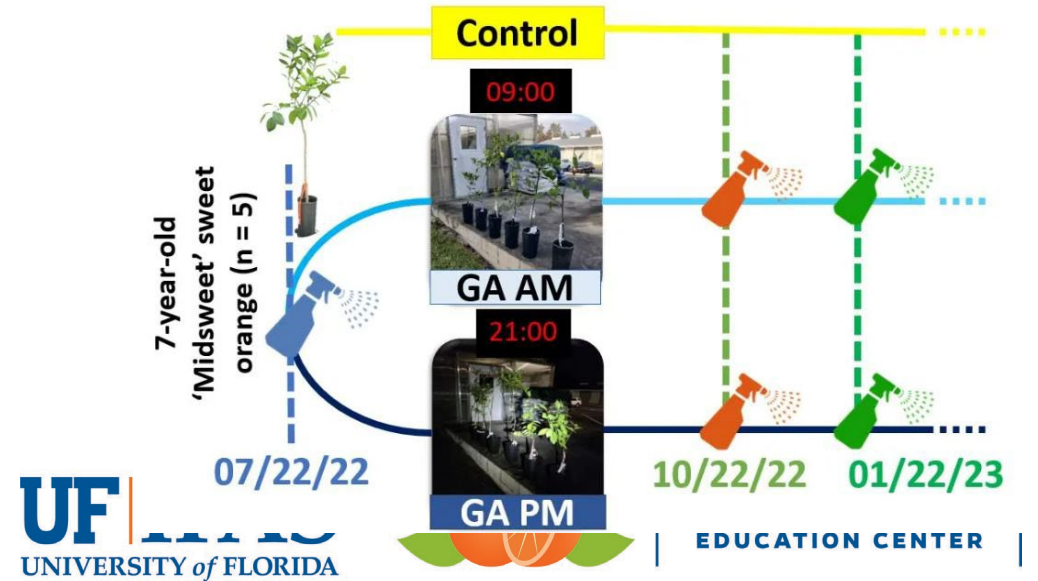 Control
09:00
7-year-old
‘Midsweet’ sweet
orange (n = 5)
GA AM
21:00
07/22/22
10/22/22
01/22/23
GA PM
UF
UNIVERSITY of FLORIDA
EDUCATION CENTER